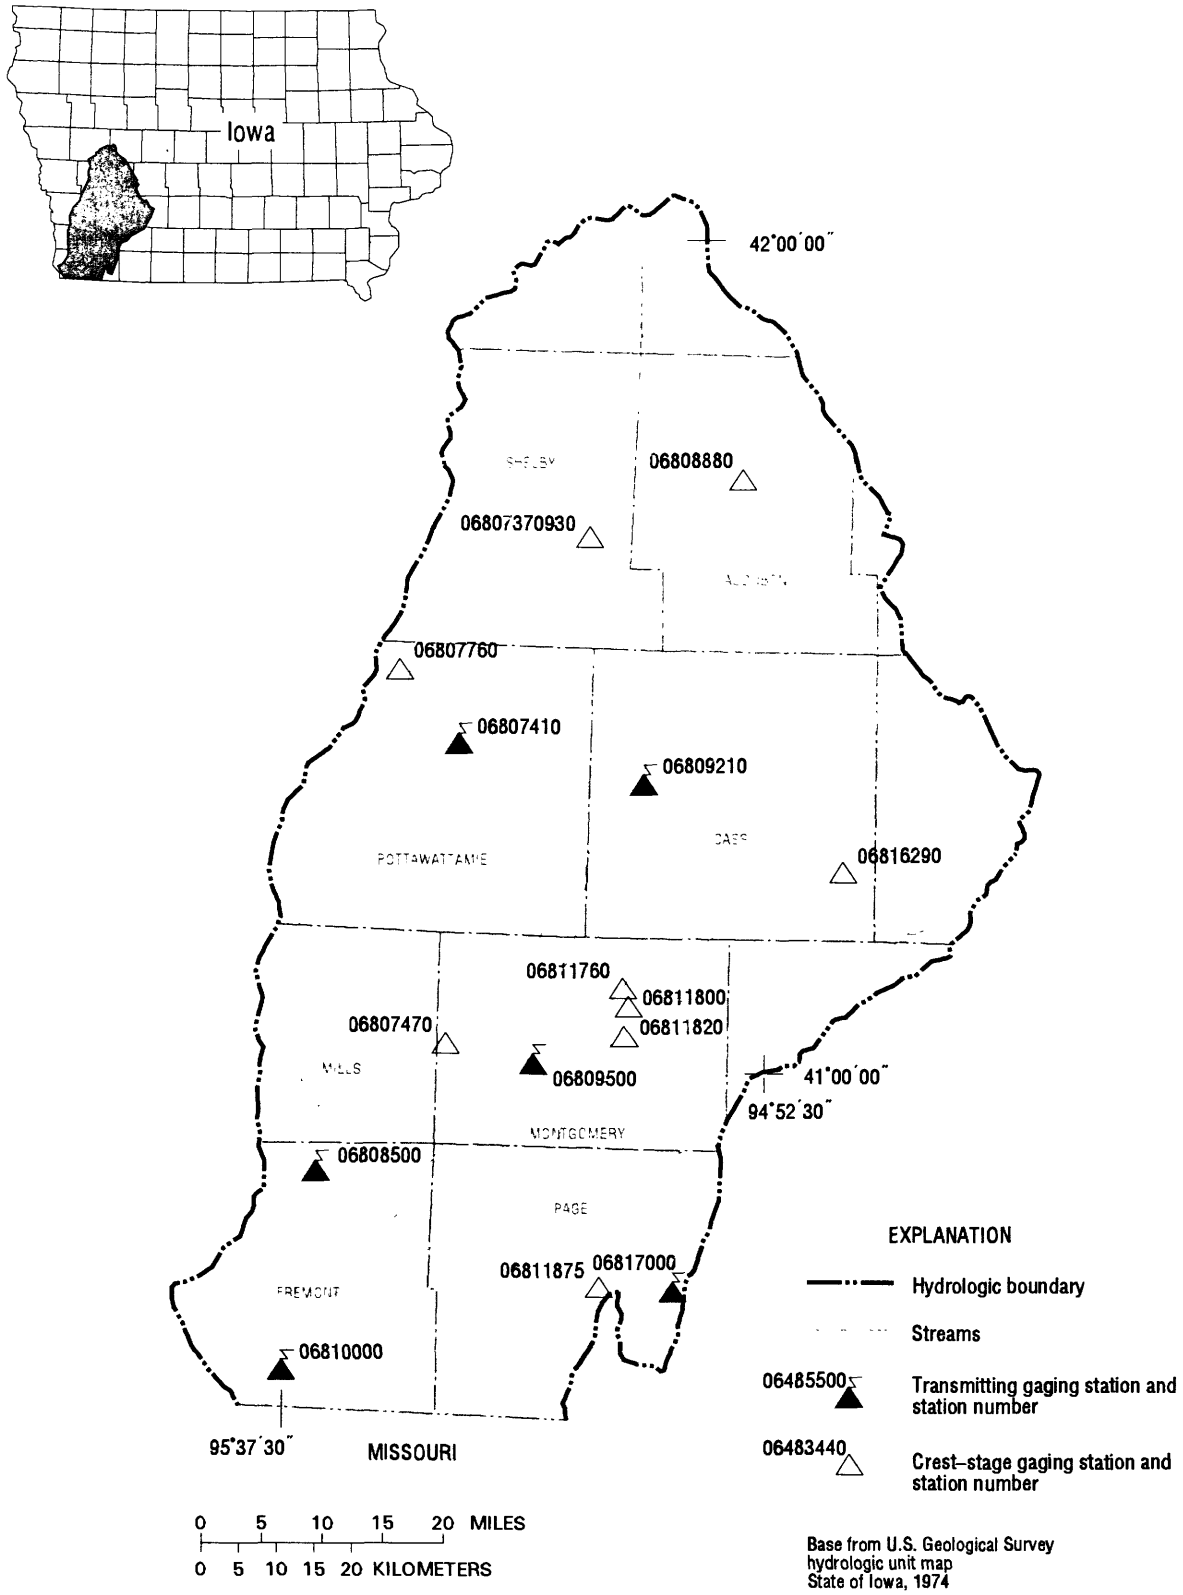 Iowa
42°00′00″
SHELBY
06808880
06807370930
06807760
06807410
06809210
CASS
POTTAWATTAMIE
06816290
06811760
06811800
06811820
06807470
MILLS
06809500
41°00′00″
94°52′30″
MONTGOMERY
06808500
PAGE
06817000
06811875
FREMONT
06810000
95°37′30″
MISSOURI
EXPLANATION
Hydrologic boundary
Streams
06485500
Transmitting gaging station and
station number
06483440
Crest–stage gaging station and
station number
0 5 10 15 20 MILES
0 5 10 15 20 KILOMETERS
Base from U.S. Geological Survey
hydrologic unit map
State of Iowa, 1974